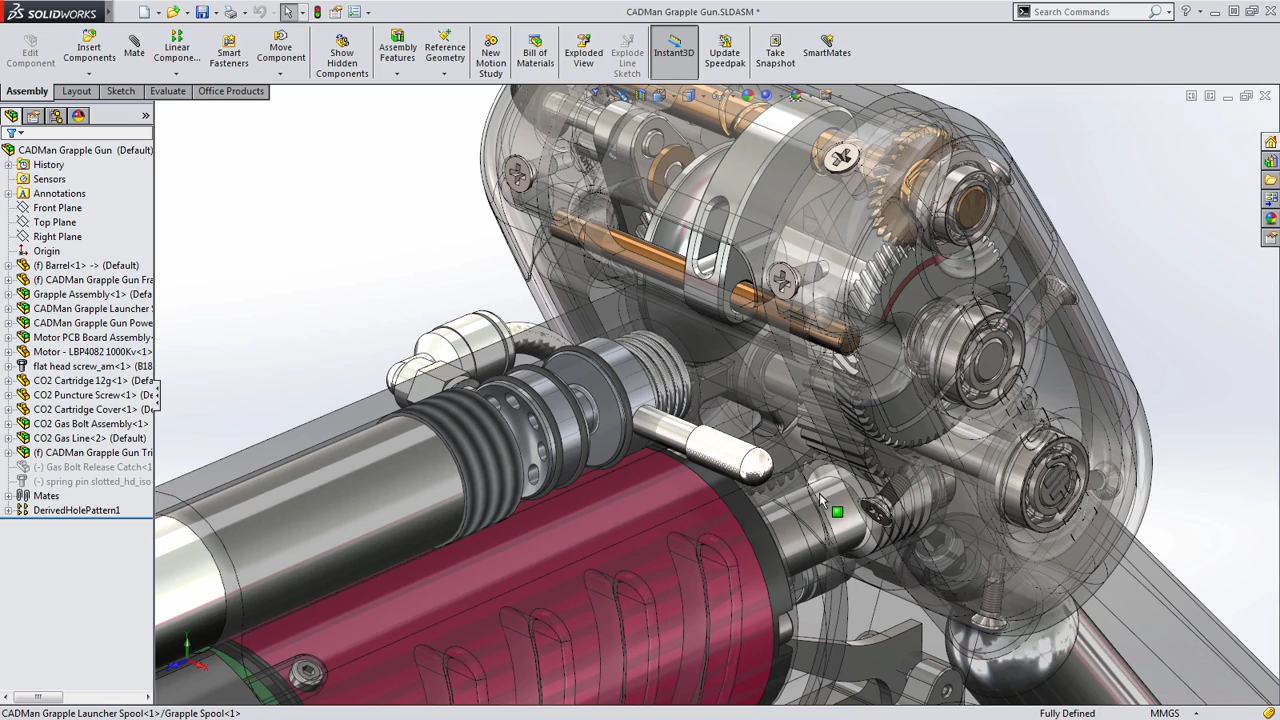 SOLIDWORKS
CADMan Grapple Gun.SLDASM *
Search Commands
Edit Component
Insert Components
Mate
Linear Compone...
Smart Fasteners
Move Component
Show Hidden Components
Assembly Features
Reference Geometry
New Motion Study
Bill of Materials
Exploded View
Explode Line Sketch
Instant3D
Update Speedpak
Take Snapshot
SmartMates
Assembly
Layout
Sketch
Evaluate
Office Products
CADMan Grapple Gun (Default)
History
Sensors
Annotations
Front Plane
Top Plane
Right Plane
Origin
(f) Barrel<1> -> (Default)
(f) CADMan Grapple Gun Fra
Grapple Assembly<1> (Defa
CADMan Grapple Launcher
CADMan Grapple Gun Powe
Motor PCB Board Assembly
Motor - LBP4082 1000Kv<1>
flat head screw_am<1> (B18
CO2 Cartridge 12g<1> (Defa
CO2 Puncture Screw<1> (De
CO2 Cartridge Cover<1> (De
CO2 Gas Bolt Assembly<1>
CO2 Gas Line<2> (Default)
(f) CADMan Grapple Gun Tri
(-) Gas Bolt Release Catch<1
(-) spring pin slotted_hd_iso
Mates
DerivedHolePattern1
CADMan Grapple Launcher Spool<1>/Grapple Spool<1>
Fully Defined
MMGS